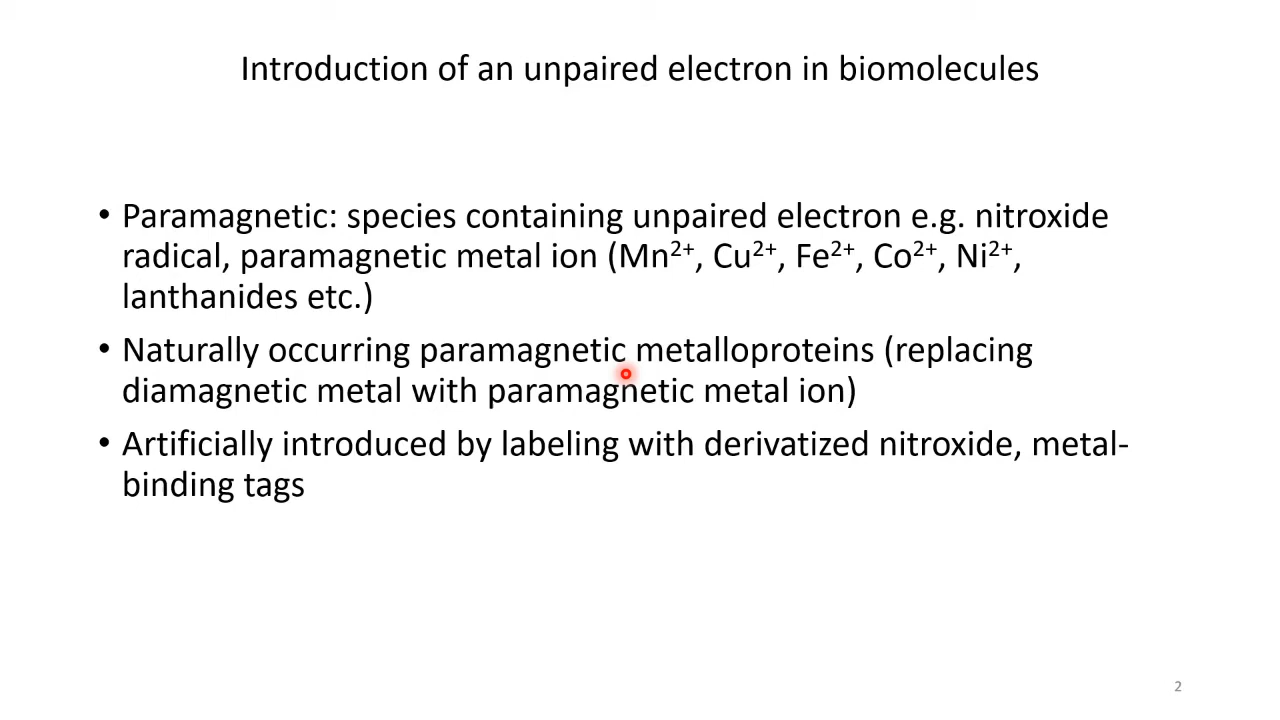 Introduction of an unpaired electron in biomolecules
• Paramagnetic: species containing unpaired electron e.g. nitroxide
radical, paramagnetic metal ion (Mn²⁺, Cu²⁺, Fe²⁺, Co²⁺, Ni²⁺,
lanthanides etc.)
• Naturally occurring paramagnetic metalloproteins (replacing
diamagnetic metal with paramagnetic metal ion)
• Artificially introduced by labeling with derivatized nitroxide, metal-
binding tags
2